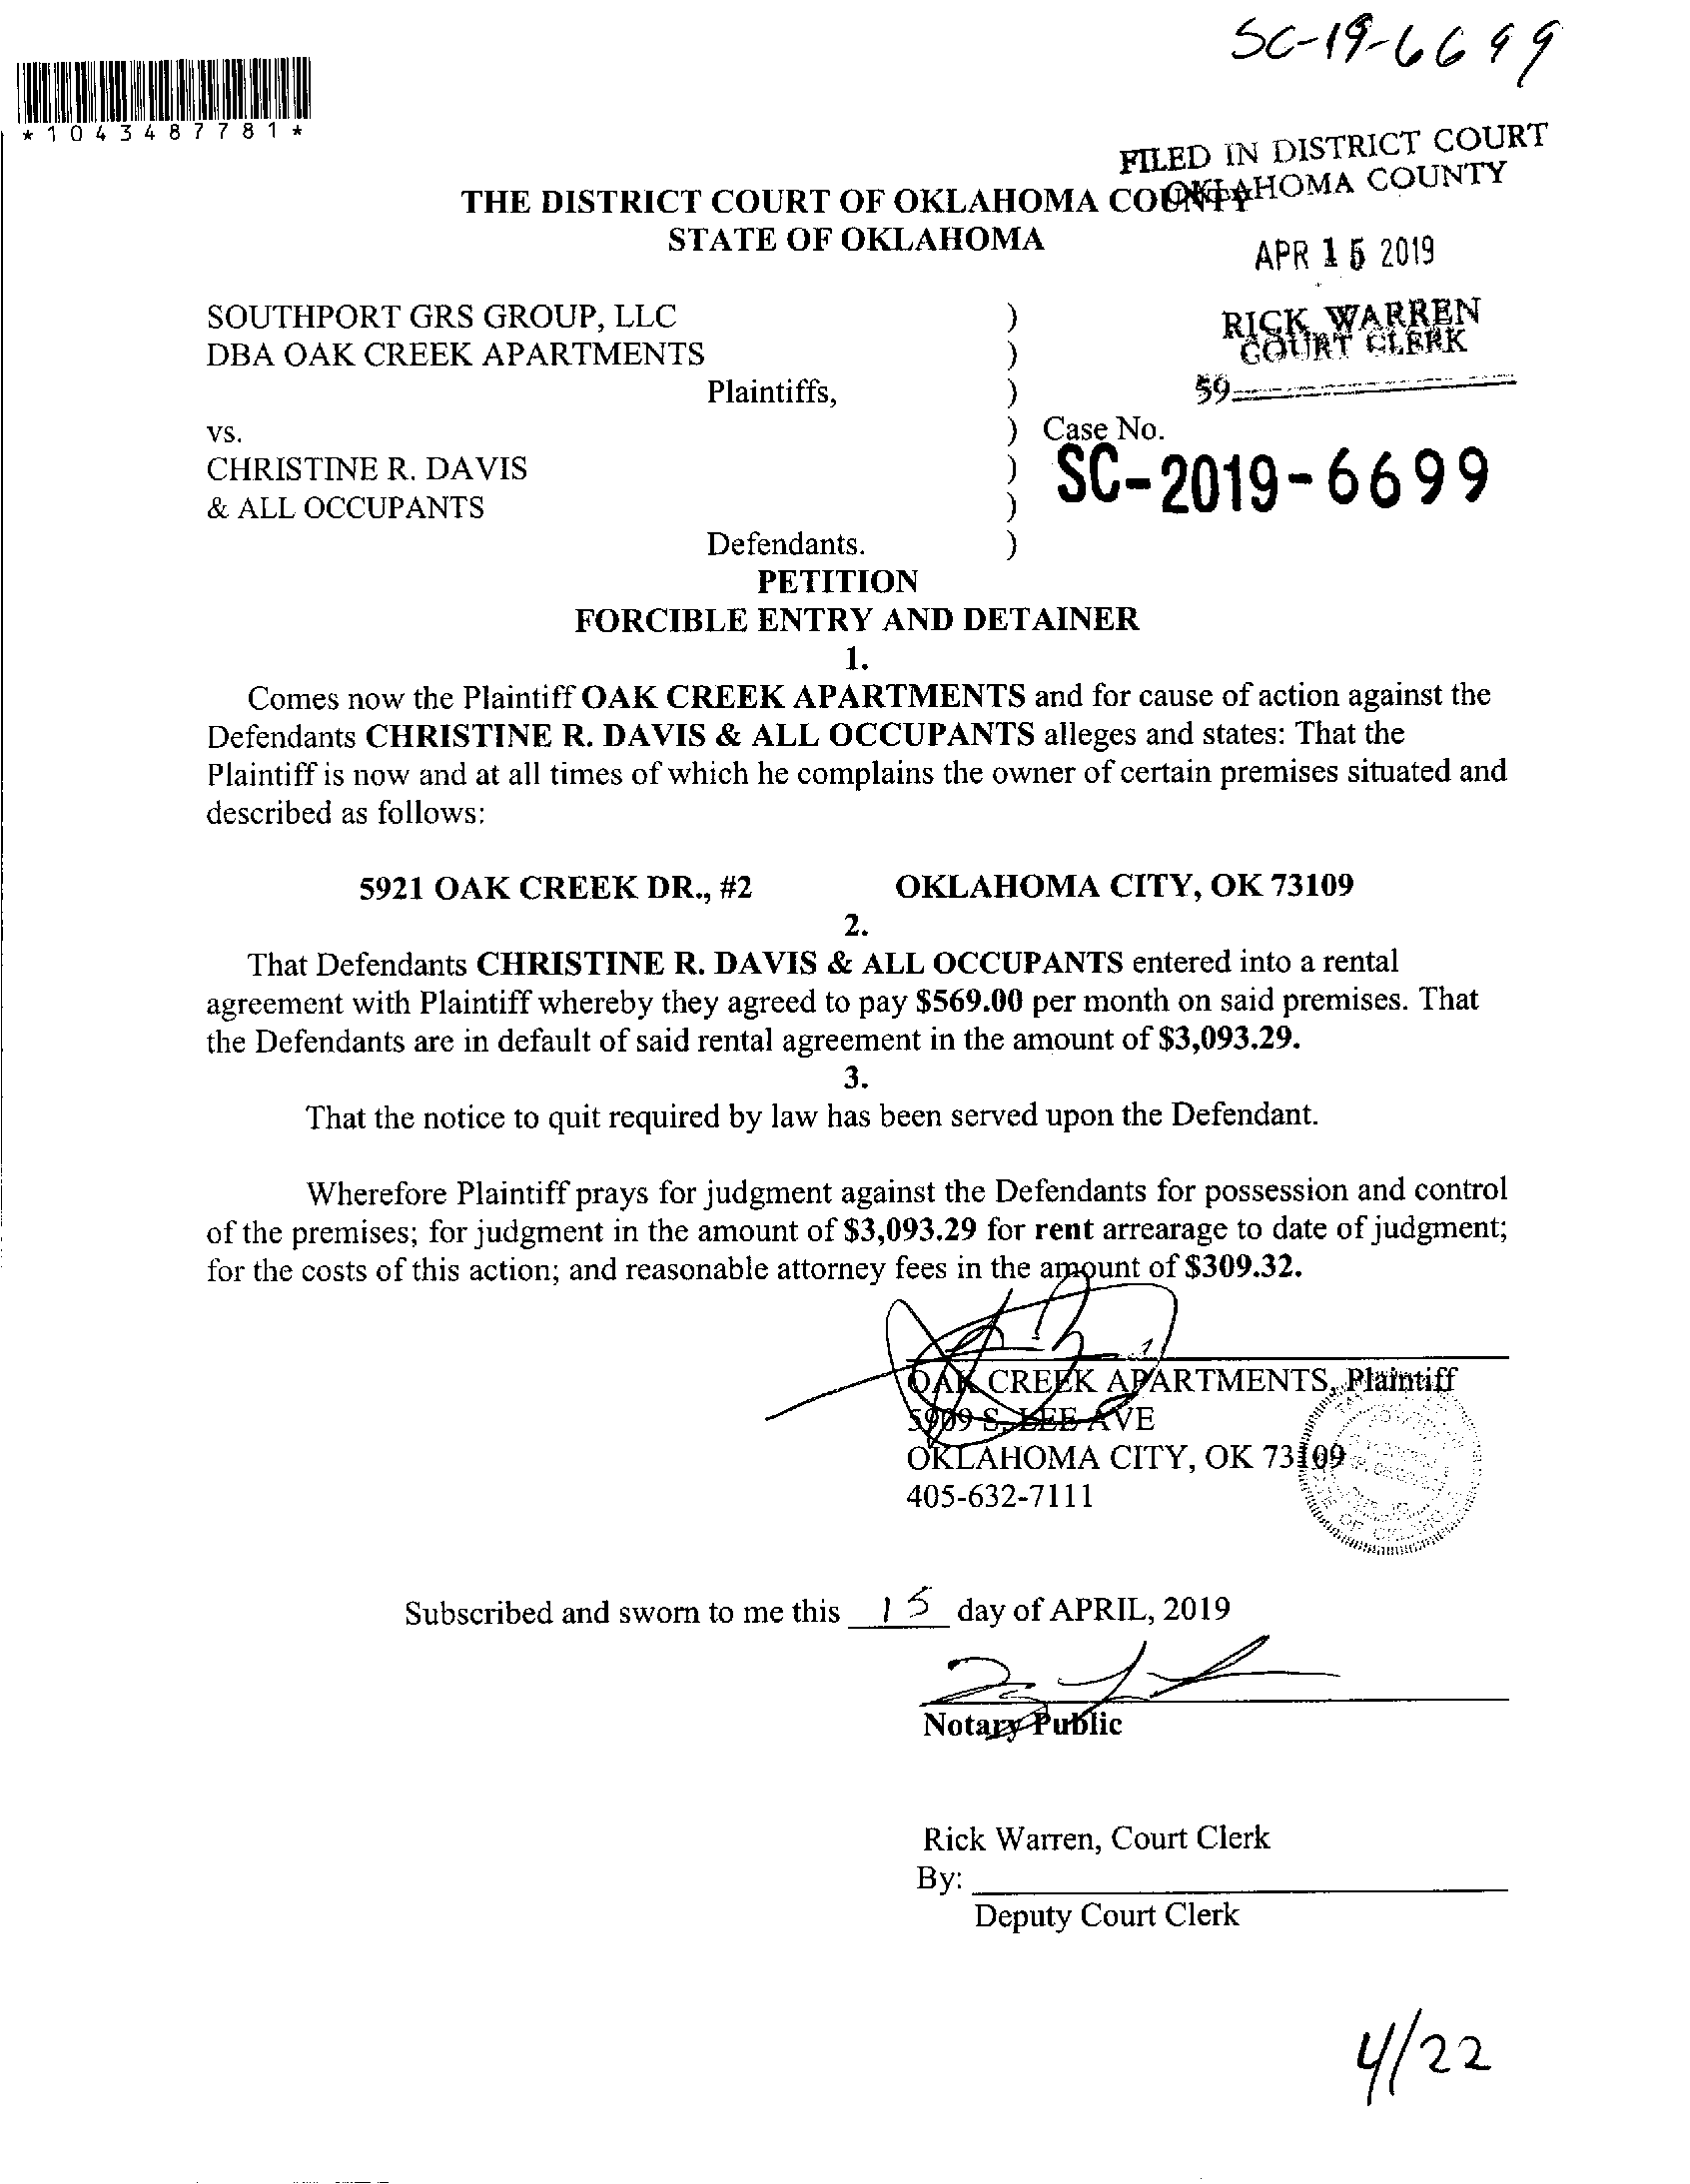 SC-19-6699
*1043487781*
FILED IN DISTRICT COURT
OKLAHOMA COUNTY
THE DISTRICT COURT OF OKLAHOMA COUNTY
STATE OF OKLAHOMA
APR 15 2019
SOUTHPORT GRS GROUP, LLC )
RICK WARREN
COURT CLERK
DBA OAK CREEK APARTMENTS )
Plaintiffs, )
59
vs. ) Case No.
CHRISTINE R. DAVIS ) SC-2019-6699
& ALL OCCUPANTS )
Defendants. )
PETITION
FORCIBLE ENTRY AND DETAINER
1.
Comes now the Plaintiff OAK CREEK APARTMENTS and for cause of action against the
Defendants CHRISTINE R. DAVIS & ALL OCCUPANTS alleges and states: That the
Plaintiff is now and at all times of which he complains the owner of certain premises situated and
described as follows:
5921 OAK CREEK DR., #2 OKLAHOMA CITY, OK 73109
2.
That Defendants CHRISTINE R. DAVIS & ALL OCCUPANTS entered into a rental
agreement with Plaintiff whereby they agreed to pay $569.00 per month on said premises. That
the Defendants are in default of said rental agreement in the amount of $3,093.29.
3.
That the notice to quit required by law has been served upon the Defendant.
Wherefore Plaintiff prays for judgment against the Defendants for possession and control
of the premises; for judgment in the amount of $3,093.29 for rent arrearage to date of judgment;
for the costs of this action; and reasonable attorney fees in the amount of $309.32.
OAK CREEK APARTMENTS, Plaintiff
5909 S. LEE AVE
OKLAHOMA CITY, OK 73109
405-632-7111
Subscribed and sworn to me this 15 day of APRIL, 2019
Notary Public
Rick Warren, Court Clerk
By:
Deputy Court Clerk
4/22